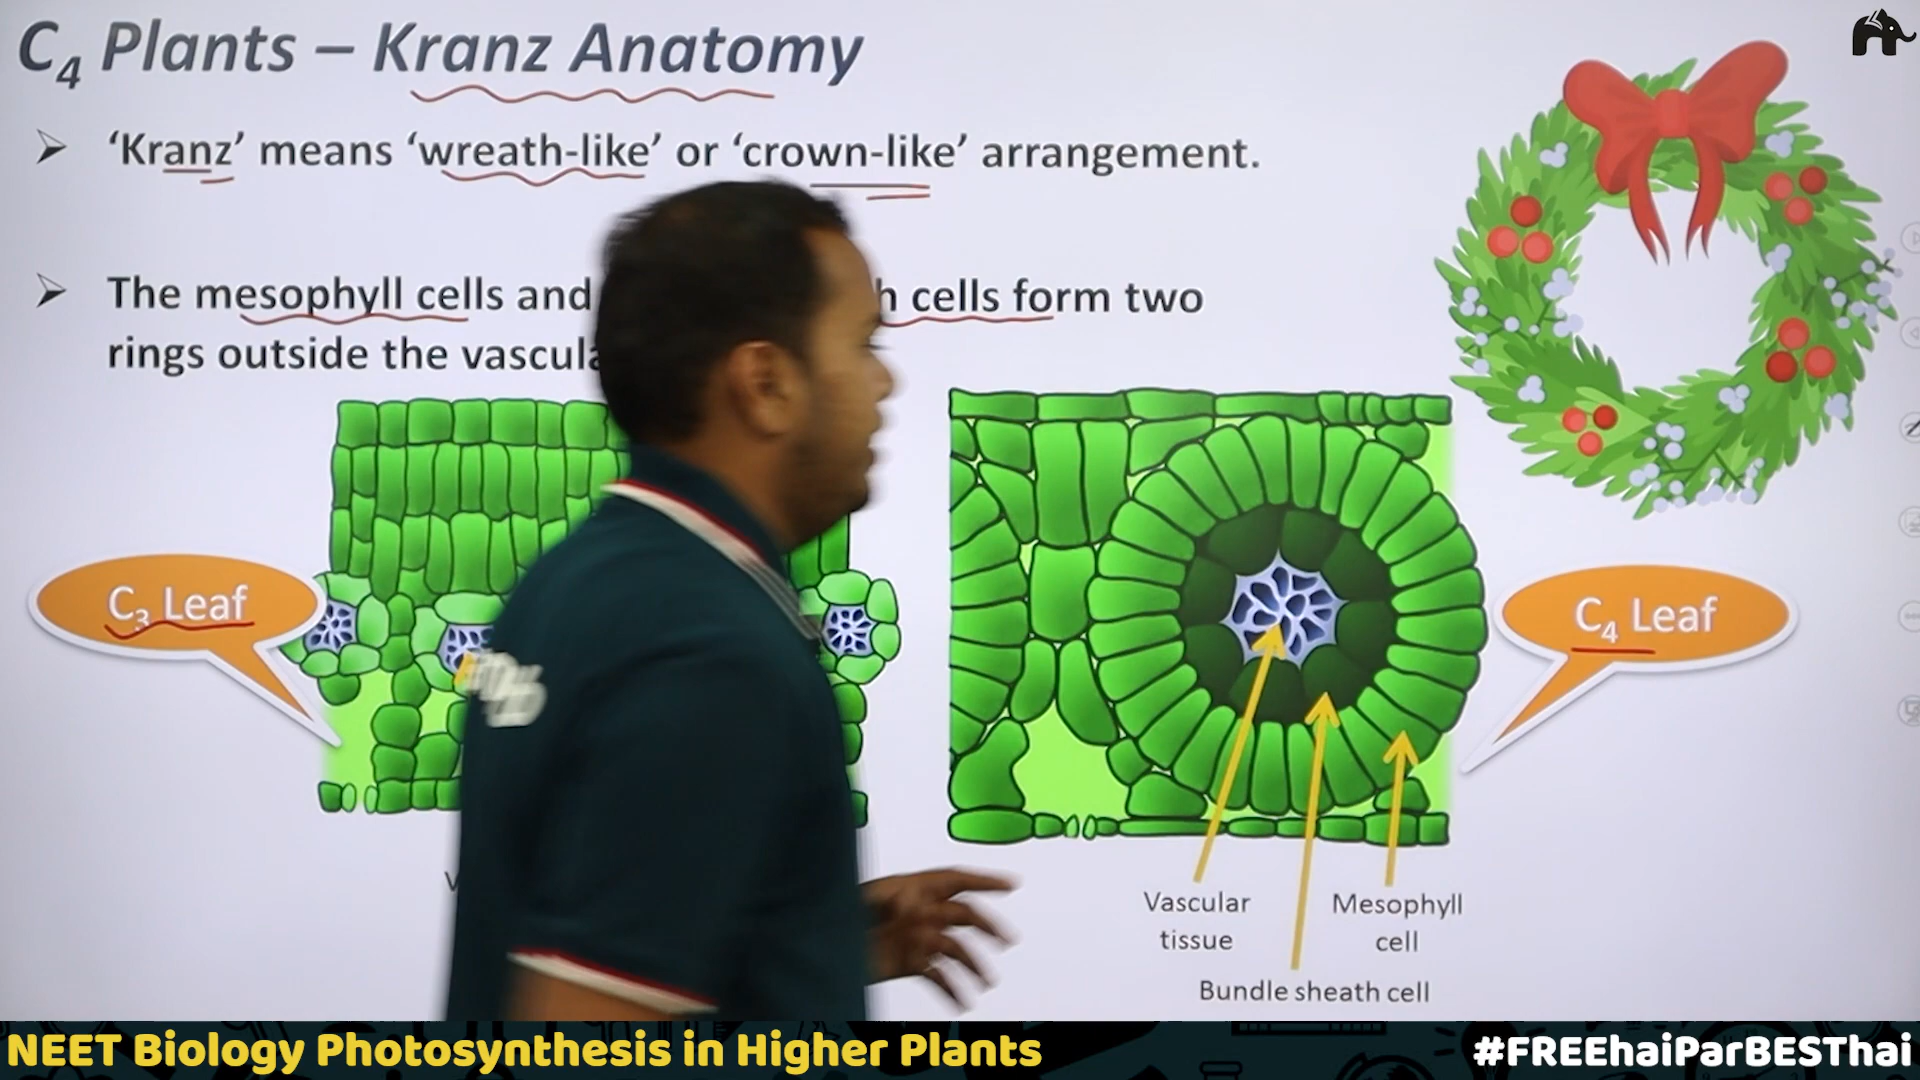 C₄ Plants – Kranz Anatomy
➢ ‘Kranz’ means ‘wreath-like’ or ‘crown-like’ arrangement.
➢ The mesophyll cells and h cells form two
rings outside the vascula
C₃ Leaf
C₄ Leaf
Vascular
tissue
Mesophyll
cell
Bundle sheath cell
NEET Biology Photosynthesis in Higher Plants
#FREEhaiParBESThai